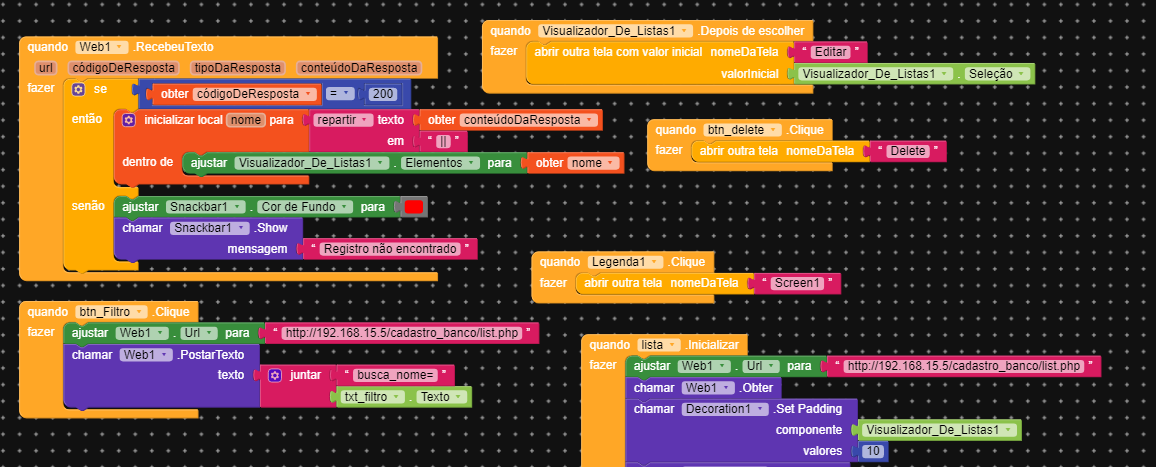 quando Web1 .RecebeuTexto
url códigoDeResposta tipoDaResposta conteúdoDaResposta
fazer se obter códigoDeResposta = 200
então inicializar local nome para repartir texto obter conteúdoDaResposta
em " || "
dentro de ajustar Visualizador_De_Listas1 . Elementos para obter nome
senão ajustar Snackbar1 . Cor de Fundo para
chamar Snackbar1 .Show
mensagem " Registro não encontrado "
quando btn_Filtro .Clique
fazer ajustar Web1 . Url para " http://192.168.15.5/cadastro_banco/list.php "
chamar Web1 .PostarTexto
texto juntar " busca_nome= "
txt_filtro . Texto
quando Visualizador_De_Listas1 .Depois de escolher
fazer abrir outra tela com valor inicial nomeDaTela " Editar "
valorInicial Visualizador_De_Listas1 . Seleção
quando btn_delete .Clique
fazer abrir outra tela nomeDaTela " Delete "
quando Legenda1 .Clique
fazer abrir outra tela nomeDaTela " Screen1 "
quando lista .Inicializar
fazer ajustar Web1 . Url para " http://192.168.15.5/cadastro_banco/list.php "
chamar Web1 .Obter
chamar Decoration1 .Set Padding
componente Visualizador_De_Listas1
valores 10